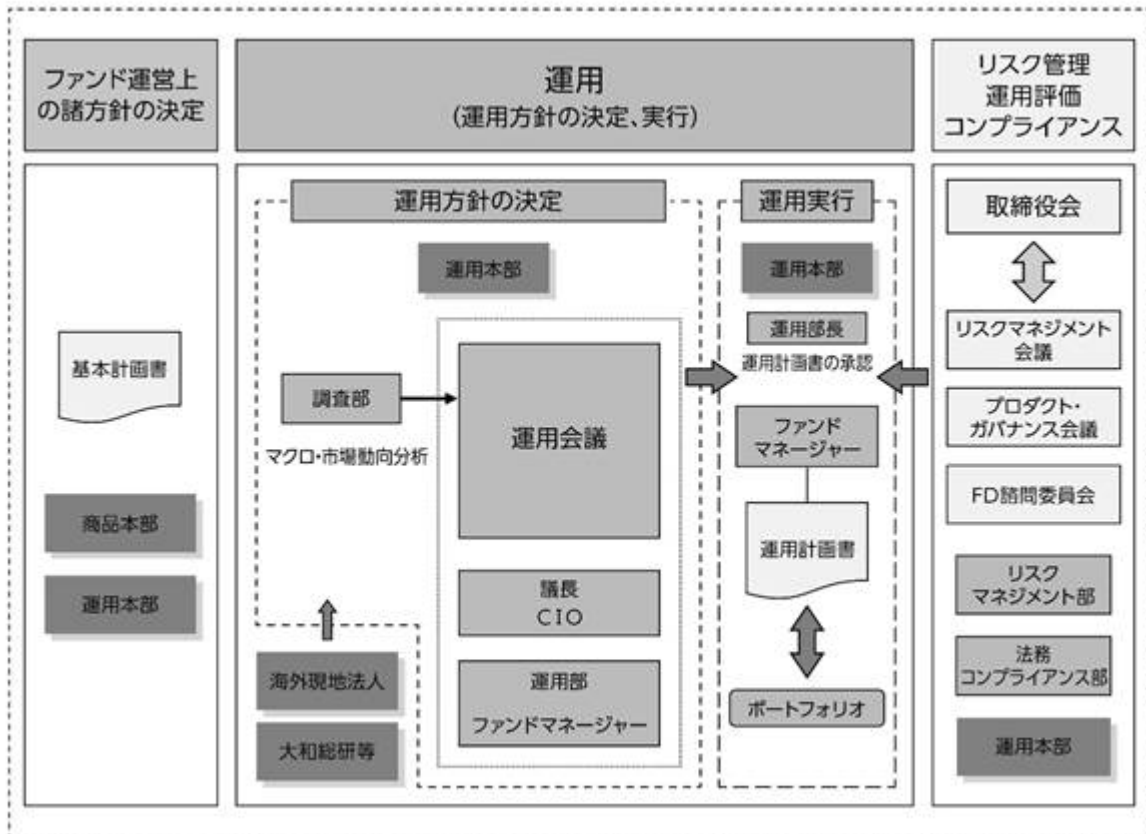 ファンド運営上
の諸方針の決定
運用
(運用方針の決定、実行)
リスク管理
運用評価
コンプライアンス
基本計画書
商品本部
運用本部
運用方針の決定
運用本部
調査部
マクロ・市場動向分析
運用会議
議長
CIO
運用部
ファンドマネージャー
海外現地法人
大和総研等
運用実行
運用本部
運用部長
運用計画書の承認
ファンド
マネージャー
運用計画書
ポートフォリオ
取締役会
リスクマネジメント
会議
プロダクト・
ガバナンス会議
FD諮問委員会
リスク
マネジメント部
法務
コンプライアンス部
運用本部